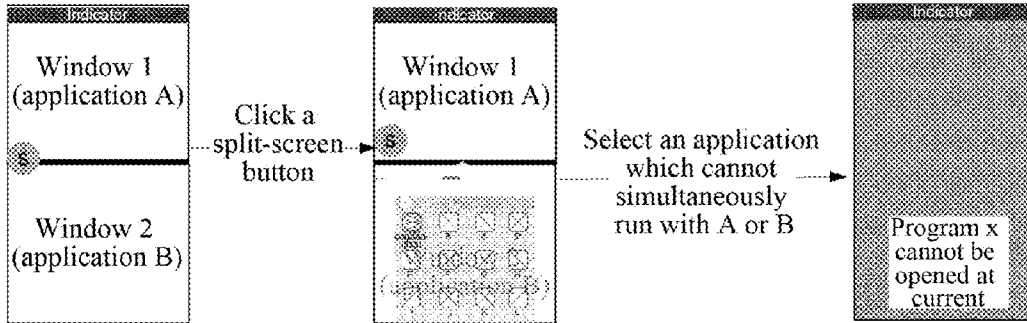 Indicator
Window 1
(application A)
S
Window 2
(application B)
Click a
split-screen
button
Indicator
Window 1
(application A)
S
(application B)
Select an application
which cannot
simultaneously
run with A or B
Indicator
Program x
cannot be
opened at
current